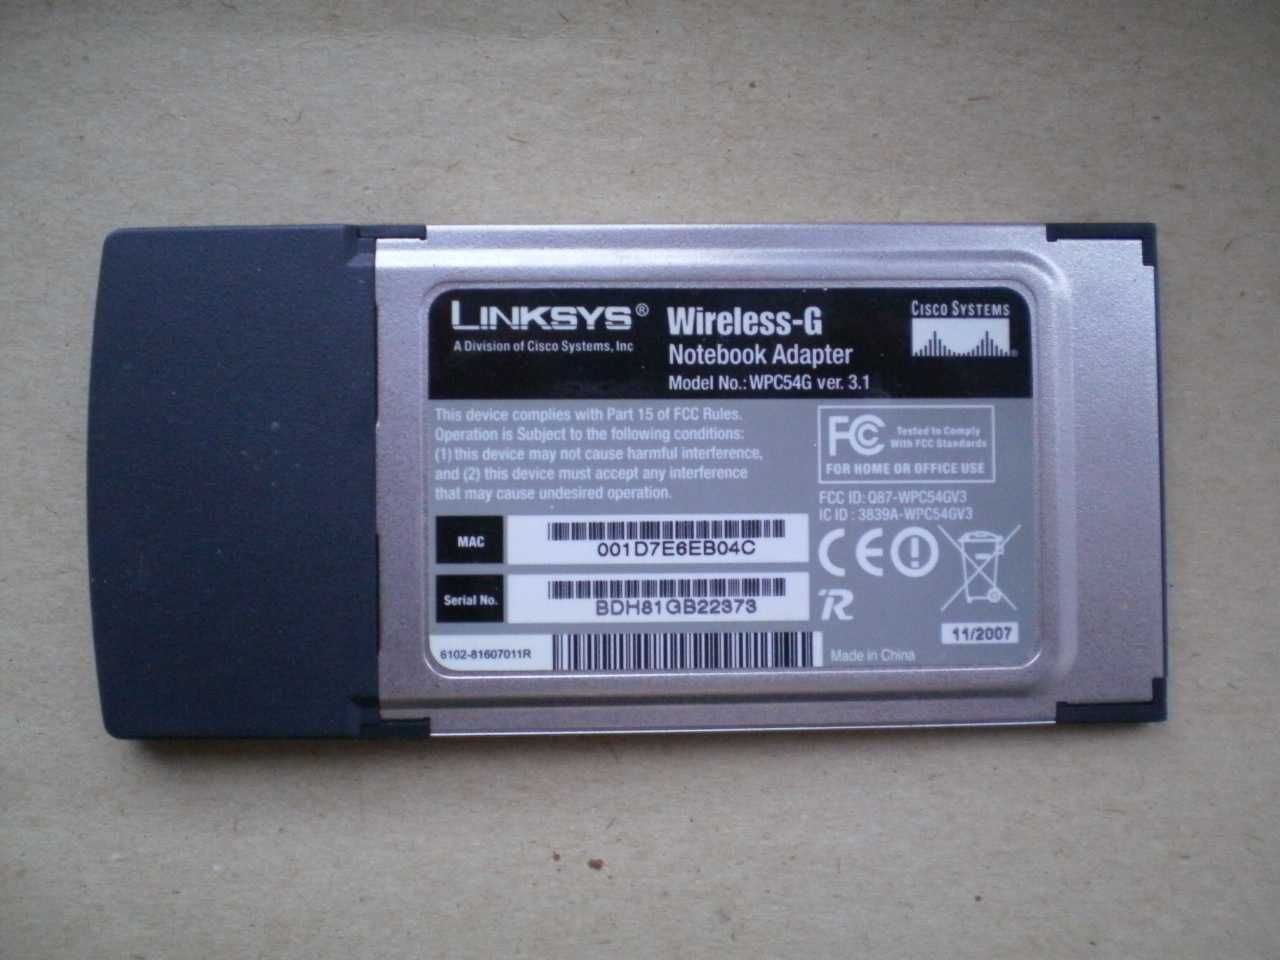 LINKSYS®
A Division of Cisco Systems, Inc
Wireless-G
Notebook Adapter
Model No.: WPC54G ver. 3.1
CISCO SYSTEMS
®
This device complies with Part 15 of FCC Rules.
Operation is Subject to the following conditions:
(1) this device may not cause harmful interference,
and (2) this device must accept any interference
that may cause undesired operation.
FC Tested to Comply
With FCC Standards
FOR HOME OR OFFICE USE
FCC ID: Q87-WPC54GV3
IC ID : 3839A-WPC54GV3
MAC
001D7E6EB04C
CE
Serial No.
BDH81GB22373
R
11/2007
6102-81607011R
Made in China